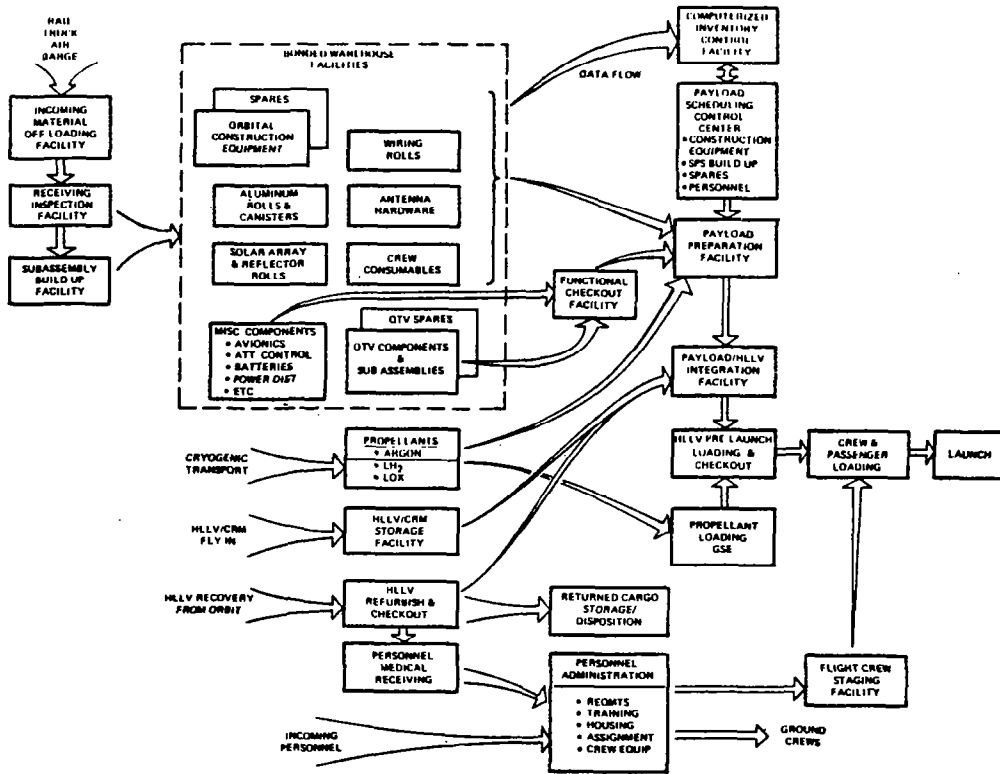 RAIL
TRUCK
AIR
BARGE
INCOMING
MATERIAL
OFF LOADING
FACILITY
RECEIVING
INSPECTION
FACILITY
SUBASSEMBLY
BUILD UP
FACILITY
BONDED WAREHOUSE
FACILITIES
SPARES
ORBITAL
CONSTRUCTION
EQUIPMENT
WIRING
ROLLS
ALUMINUM
ROLLS &
CANISTERS
ANTENNA
HARDWARE
SOLAR ARRAY
& REFLECTOR
ROLLS
CREW
CONSUMABLES
MISC COMPONENTS
• AVIONICS
• ATT CONTROL
• BATTERIES
• POWER DIST
• ETC
OTV SPARES
OTV COMPONENTS
&
SUB ASSEMBLIES
FUNCTIONAL
CHECKOUT
FACILITY
DATA FLOW
COMPUTERIZED
INVENTORY
CONTROL
FACILITY
PAYLOAD
SCHEDULING
CONTROL
CENTER
• CONSTRUCTION
EQUIPMENT
• SPS BUILD UP
• SPARES
• PERSONNEL
PAYLOAD
PREPARATION
FACILITY
PAYLOAD/HLLV
INTEGRATION
FACILITY
HLLV PRE LAUNCH
LOADING &
CHECKOUT
CREW &
PASSENGER
LOADING
LAUNCH
PROPELLANT
LOADING
GSE
CRYOGENIC
TRANSPORT
PROPELLANTS
• ARGON
• LH₂
• LOX
HLLV/CRM
FLY IN
HLLV/CRM
STORAGE
FACILITY
HLLV RECOVERY
FROM ORBIT
HLLV
REFURBISH &
CHECKOUT
RETURNED CARGO
STORAGE/
DISPOSITION
PERSONNEL
MEDICAL
RECEIVING
PERSONNEL
ADMINISTRATION
• REQMTS
• TRAINING
• HOUSING
• ASSIGNMENT
• CREW EQUIP
INCOMING
PERSONNEL
FLIGHT CREW
STAGING
FACILITY
GROUND
CREWS